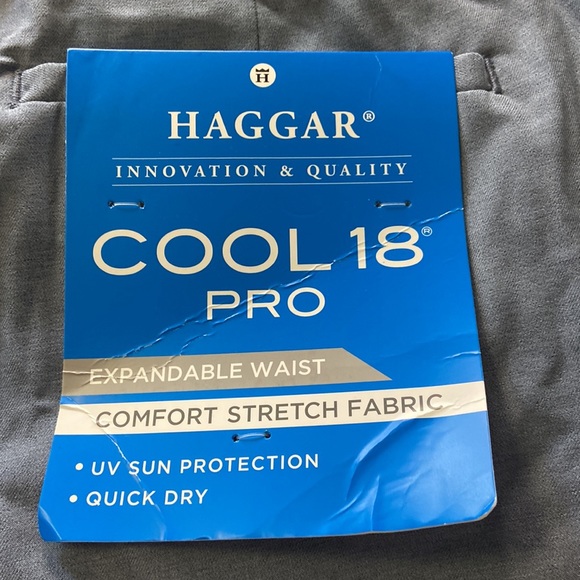 H
HAGGAR®
INNOVATION & QUALITY
COOL 18®
PRO
EXPANDABLE WAIST
COMFORT STRETCH FABRIC
• UV SUN PROTECTION
• QUICK DRY